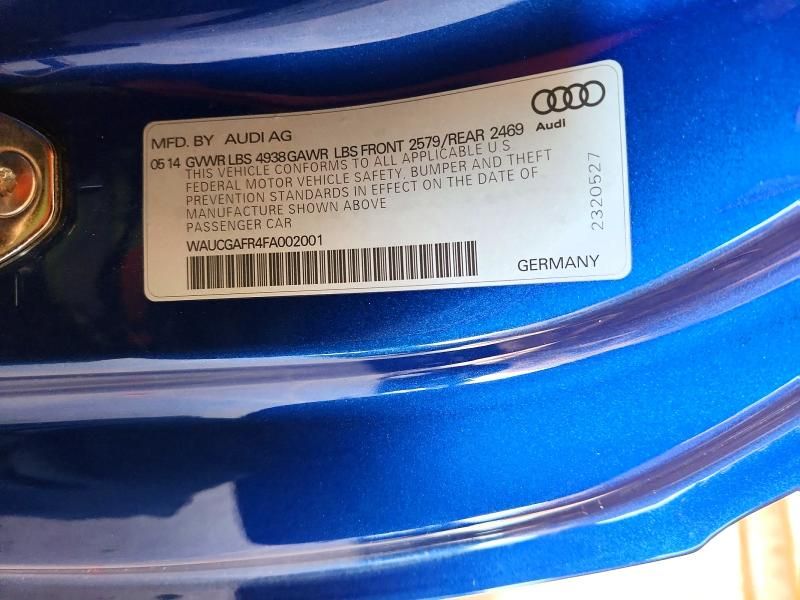 Audi
MFD. BY AUDI AG
05 14 GVWR LBS 4938 GAWR LBS FRONT 2579/REAR 2469
THIS VEHICLE CONFORMS TO ALL APPLICABLE U S
FEDERAL MOTOR VEHICLE SAFETY, BUMPER AND THEFT
PREVENTION STANDARDS IN EFFECT ON THE DATE OF
MANUFACTURE SHOWN ABOVE
PASSENGER CAR
WAUCGAFR4FA002001
GERMANY
2320527